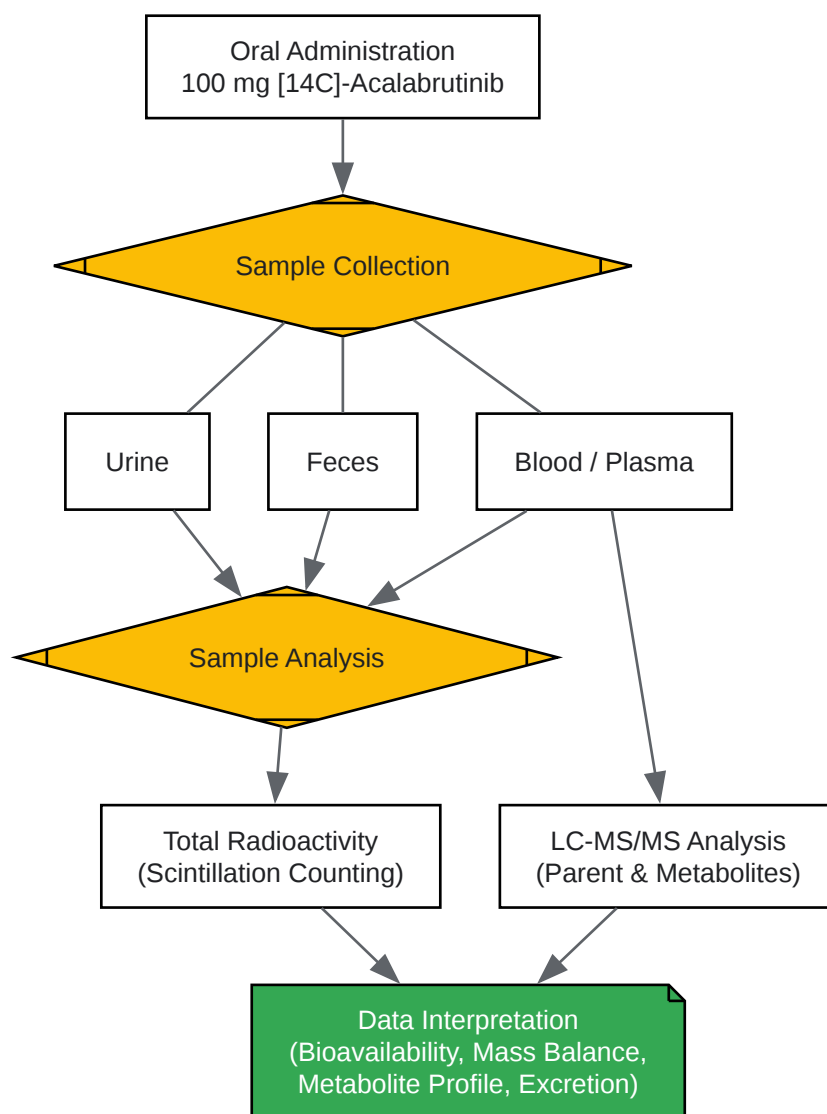 Oral Administration
100 mg [14C]-Acalabrutinib
Sample Collection
Urine
Feces
Blood / Plasma
Sample Analysis
Total Radioactivity
(Scintillation Counting)
LC-MS/MS Analysis
(Parent & Metabolites)
Data Interpretation
(Bioavailability, Mass Balance,
Metabolite Profile, Excretion)